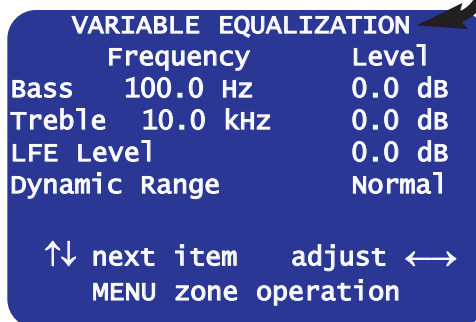 VARIABLE EQUALIZATION
Frequency Level
Bass 100.0 Hz 0.0 dB
Treble 10.0 kHz 0.0 dB
LFE Level 0.0 dB
Dynamic Range Normal
↑↓ next item adjust ←→
MENU zone operation